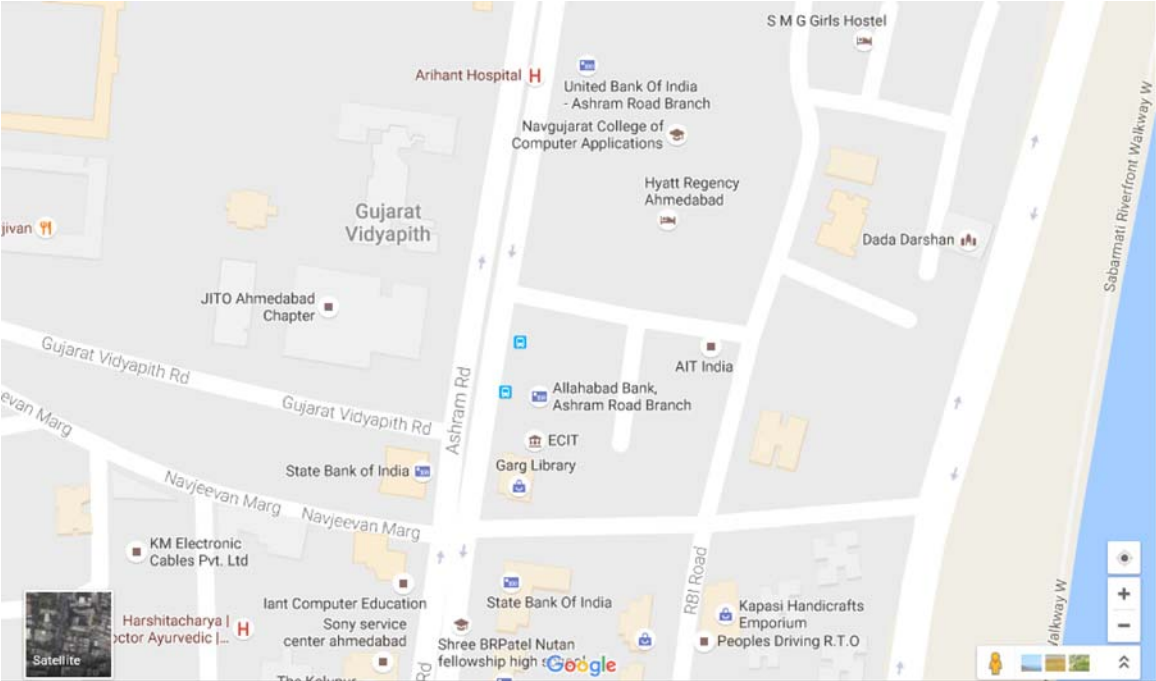 S M G Girls Hostel
Arihant Hospital H
United Bank Of India
- Ashram Road Branch
Navgujarat College of
Computer Applications
Hyatt Regency
Ahmedabad
Gujarat
Vidyapith
jivan
Dada Darshan
Sabarmati Riverfront Walkway W
JITO Ahmedabad
Chapter
Gujarat Vidyapith Rd
AIT India
Ashram Rd
Allahabad Bank,
Ashram Road Branch
Gujarat Vidyapith Rd
evan Marg
ECIT
Garg Library
State Bank of India
Navjeevan Marg
Navjeevan Marg
KM Electronic
Cables Pvt. Ltd
RBI Road
lant Computer Education
State Bank Of India
Kapasi Handicrafts
Emporium
Harshitacharya |
octor Ayurvedic |...
H
Sony service
center ahmedabad
Shree BRPatel Nutan
fellowship high
Peoples Driving R.T.O
Walkway W
Satellite
Google
Rd
+
−